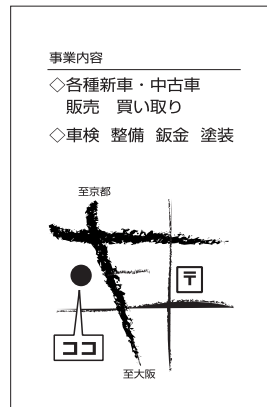 事業内容
◇各種新車・中古車
販売 買い取り
◇車検 整備 鈑金 塗装
至京都
〒
ココ
至大阪